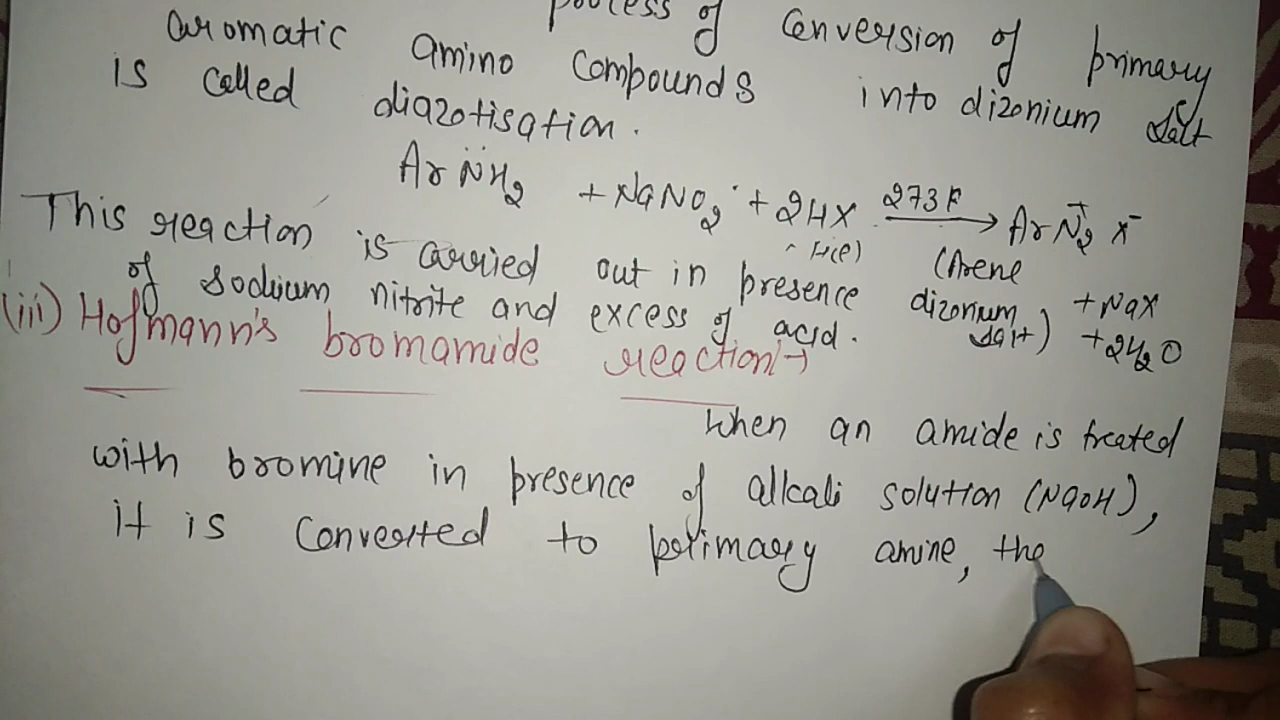 process of conversion of primary
aromatic amino compounds into dizonium salt
is called diazotisation.
ArN̈H₂ + NaNO₂ + 2HX 273K → ArN₂⁺ X⁻
(Arene dizonium salt) + NaX + 2H₂O
This reaction is carried out in presence
of sodium nitrite and excess of acid.
(iii) Hofmann's bromamide reaction:→
When an amide is treated
with bromine in presence of alkali solution (NaOH),
it is converted to primary amine, the